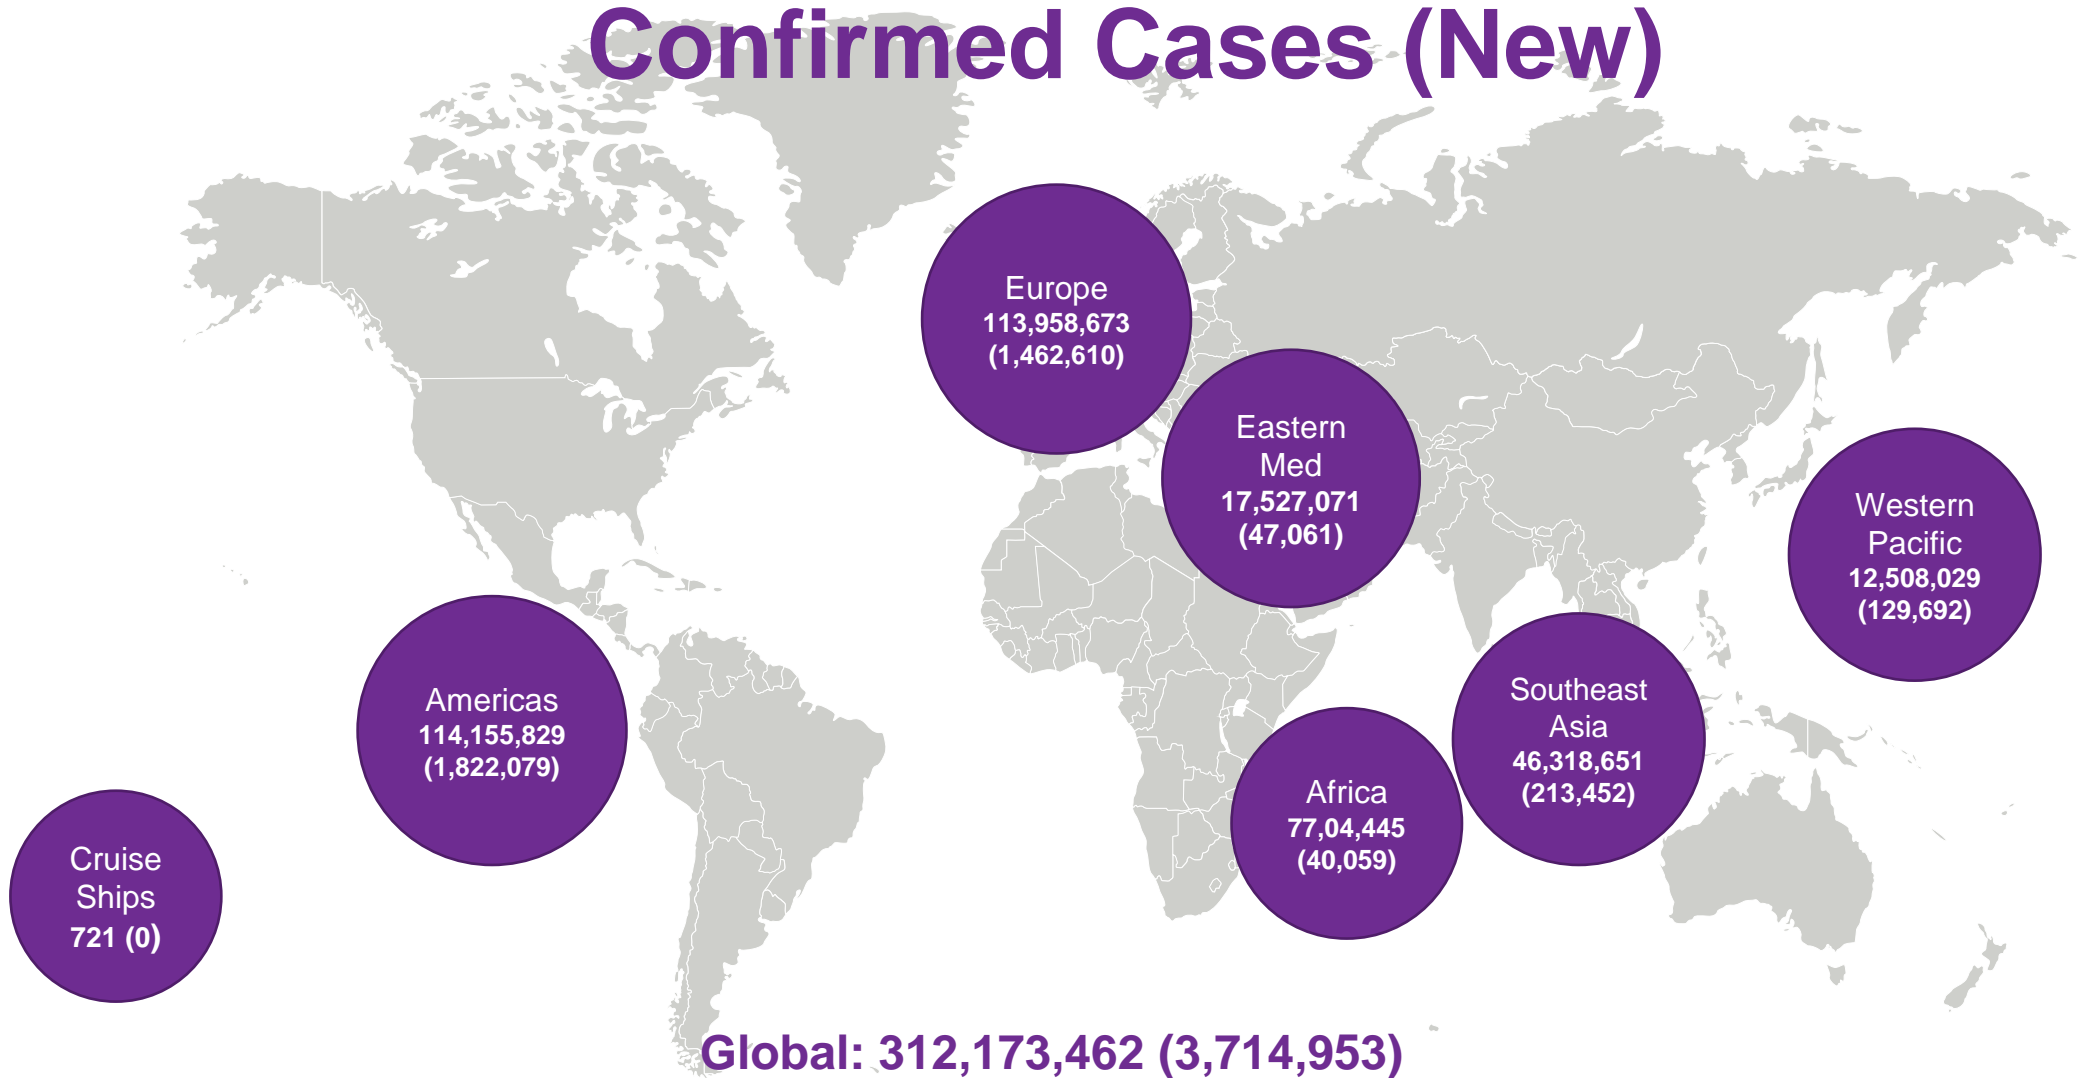 Confirmed Cases (New)
Europe
113,958,673
(1,462,610)
Eastern
Med
17,527,071
(47,061)
Western
Pacific
12,508,029
(129,692)
Americas
114,155,829
(1,822,079)
Southeast
Asia
46,318,651
(213,452)
Africa
77,04,445
(40,059)
Cruise
Ships
721 (0)
Global: 312,173,462 (3,714,953)